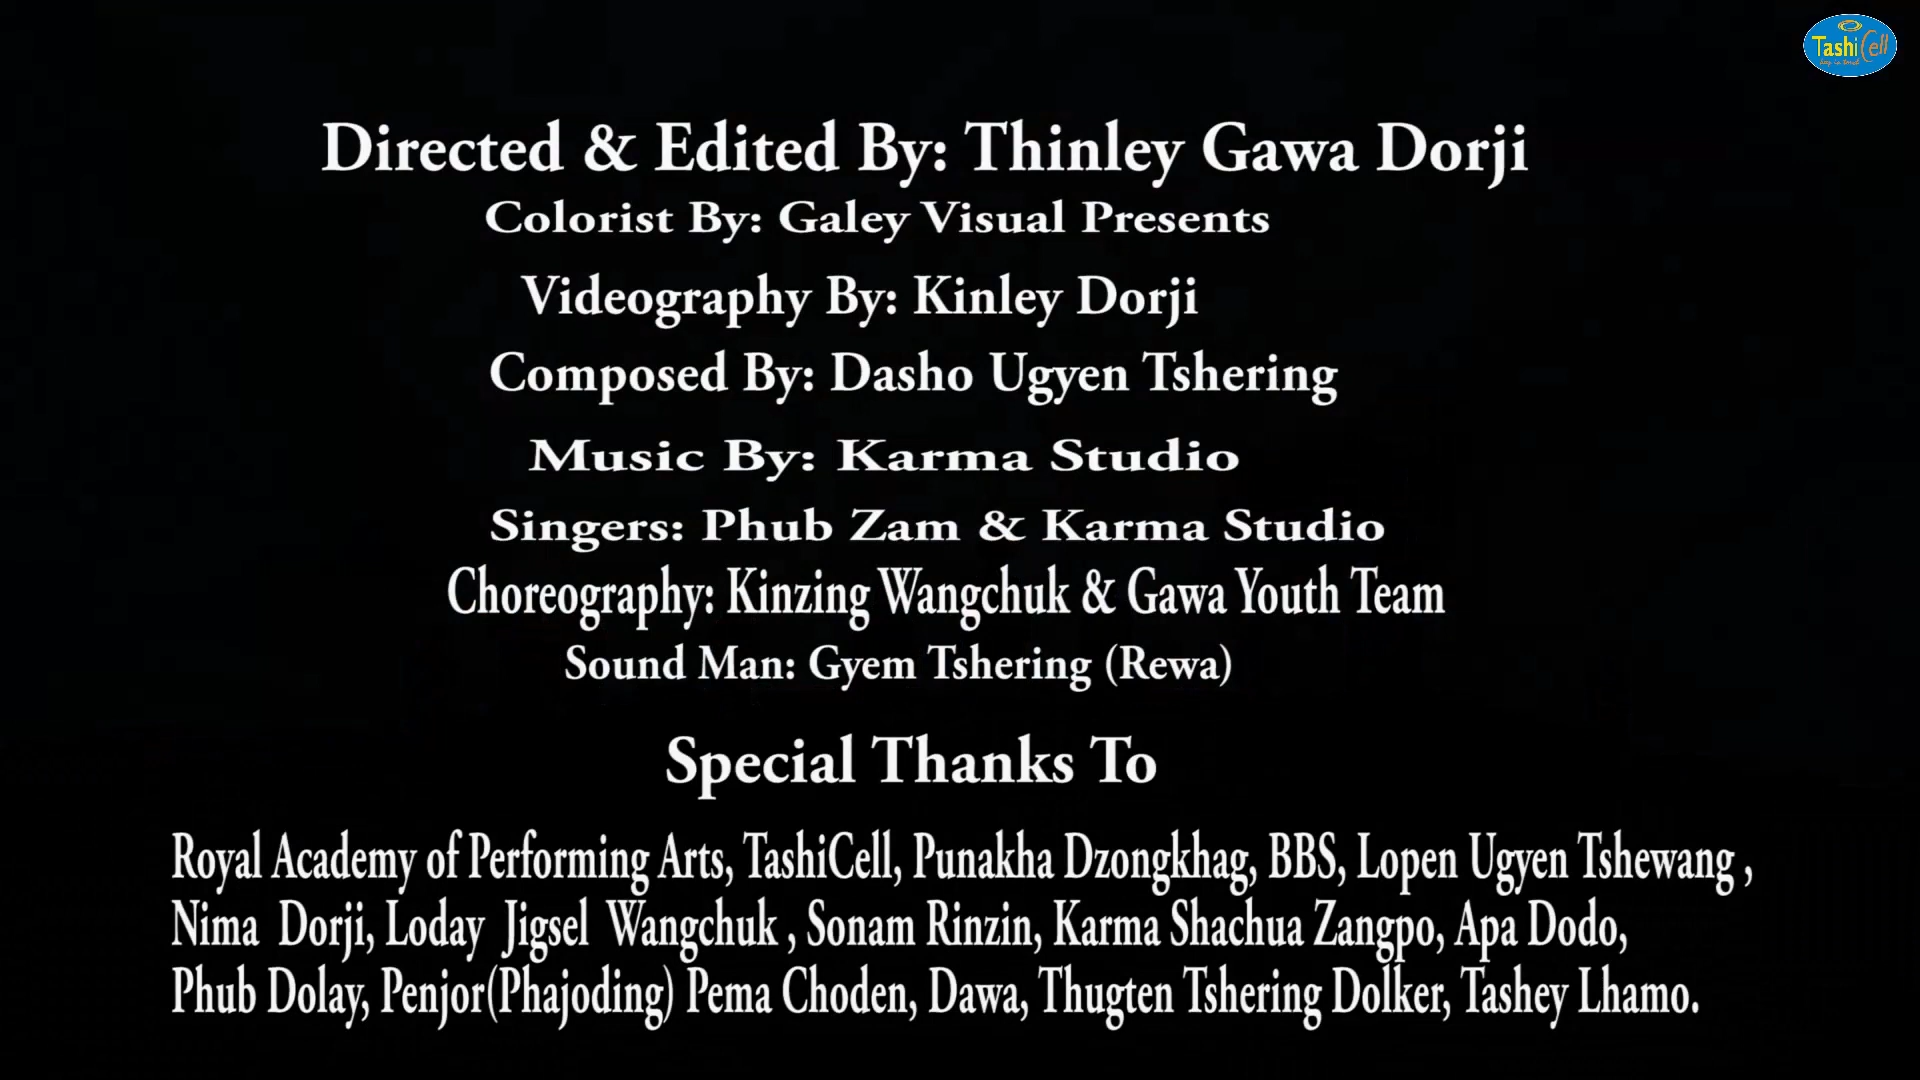 TashiCell
Directed & Edited By: Thinley Gawa Dorji
Colorist By: Galey Visual Presents
Videography By: Kinley Dorji
Composed By: Dasho Ugyen Tshering
Music By: Karma Studio
Singers: Phub Zam & Karma Studio
Choreography: Kinzing Wangchuk & Gawa Youth Team
Sound Man: Gyem Tshering (Rewa)
Special Thanks To
Royal Academy of Performing Arts, TashiCell, Punakha Dzongkhag, BBS, Lopen Ugyen Tshewang ,
Nima Dorji, Loday Jigsel Wangchuk , Sonam Rinzin, Karma Shachua Zangpo, Apa Dodo,
Phub Dolay, Penjor(Phajoding) Pema Choden, Dawa, Thugten Tshering Dolker, Tashey Lhamo.